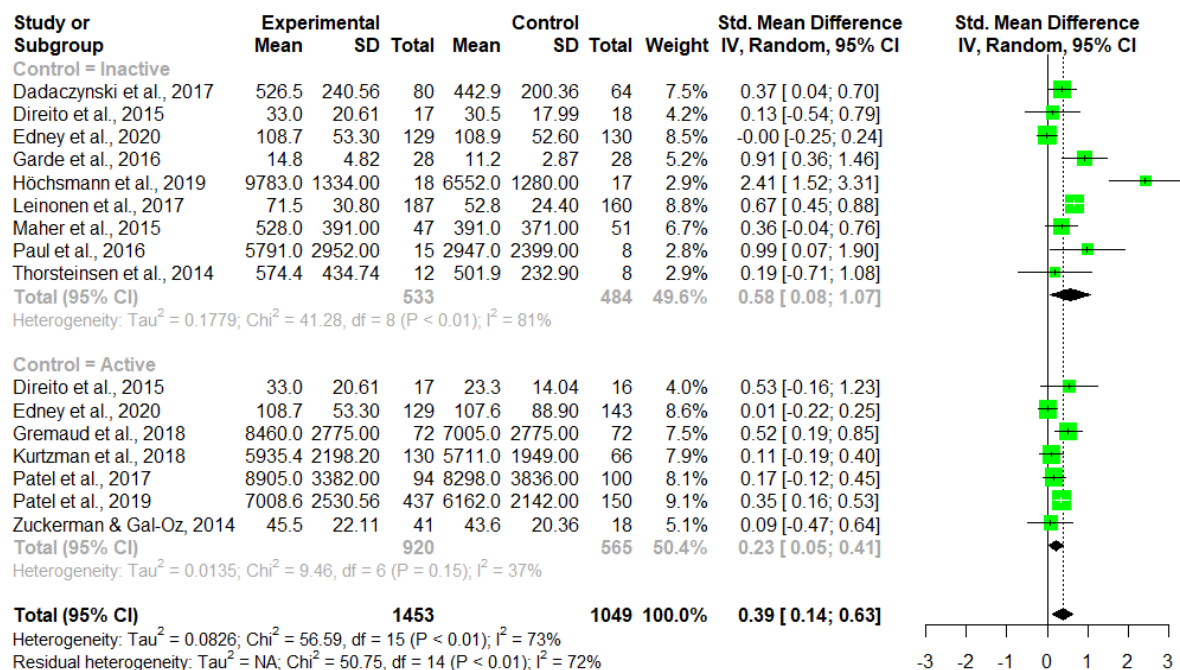 Study or Experimental Control Std. Mean Difference Std. Mean Difference
Subgroup Mean SD Total Mean SD Total Weight IV, Random, 95% CI IV, Random, 95% CI
Control = Inactive
Dadaczynski et al., 2017 526.5 240.56 80 442.9 200.36 64 7.5% 0.37 [ 0.04; 0.70]
Direito et al., 2015 33.0 20.61 17 30.5 17.99 18 4.2% 0.13 [-0.54; 0.79]
Edney et al., 2020 108.7 53.30 129 108.9 52.60 130 8.5% -0.00 [-0.25; 0.24]
Garde et al., 2016 14.8 4.82 28 11.2 2.87 28 5.2% 0.91 [ 0.36; 1.46]
Höchsmann et al., 2019 9783.0 1334.00 18 6552.0 1280.00 17 2.9% 2.41 [ 1.52; 3.31]
Leinonen et al., 2017 71.5 30.80 187 52.8 24.40 160 8.8% 0.67 [ 0.45; 0.88]
Maher et al., 2015 528.0 391.00 47 391.0 371.00 51 6.8% 0.36 [-0.04; 0.76]
Paul et al., 2016 5791.0 2952.00 15 2947.0 2399.00 8 2.8% 0.99 [ 0.07; 1.90]
Thorsteinsen et al., 2014 574.4 434.74 12 501.9 232.90 8 2.9% 0.19 [-0.71; 1.08]
Total (95% CI) 533 484 49.6% 0.58 [ 0.08; 1.07]
Heterogeneity: Tau² = 0.1779; Chi² = 41.28, df = 8 (P < 0.01); I² = 81%
Control = Active
Direito et al., 2015 33.0 20.61 17 23.3 14.04 16 4.0% 0.53 [-0.16; 1.23]
Edney et al., 2020 108.7 53.30 129 107.6 88.90 143 8.6% 0.01 [-0.22; 0.25]
Gremaud et al., 2018 8460.0 2775.00 72 7005.0 2775.00 72 7.5% 0.52 [ 0.19; 0.85]
Kurtzman et al., 2018 5935.4 2198.20 130 5711.0 1949.00 66 7.9% 0.11 [-0.19; 0.40]
Patel et al., 2017 8905.0 3382.00 94 8298.0 3836.00 100 8.1% 0.17 [-0.12; 0.45]
Patel et al., 2019 7008.6 2530.56 437 6162.0 2142.00 150 9.1% 0.35 [ 0.16; 0.53]
Zuckerman & Gal-Oz, 2014 45.5 22.11 41 43.6 20.36 18 5.1% 0.09 [-0.47; 0.64]
Total (95% CI) 920 565 50.4% 0.23 [ 0.05; 0.41]
Heterogeneity: Tau² = 0.0135; Chi² = 9.46, df = 6 (P = 0.15); I² = 37%
Total (95% CI) 1453 1049 100.0% 0.39 [ 0.14; 0.63]
Heterogeneity: Tau² = 0.0826; Chi² = 56.59, df = 15 (P < 0.01); I² = 73%
Residual heterogeneity: Tau² = NA; Chi² = 50.75, df = 14 (P < 0.01); I² = 72%
-3 -2 -1 0 1 2 3